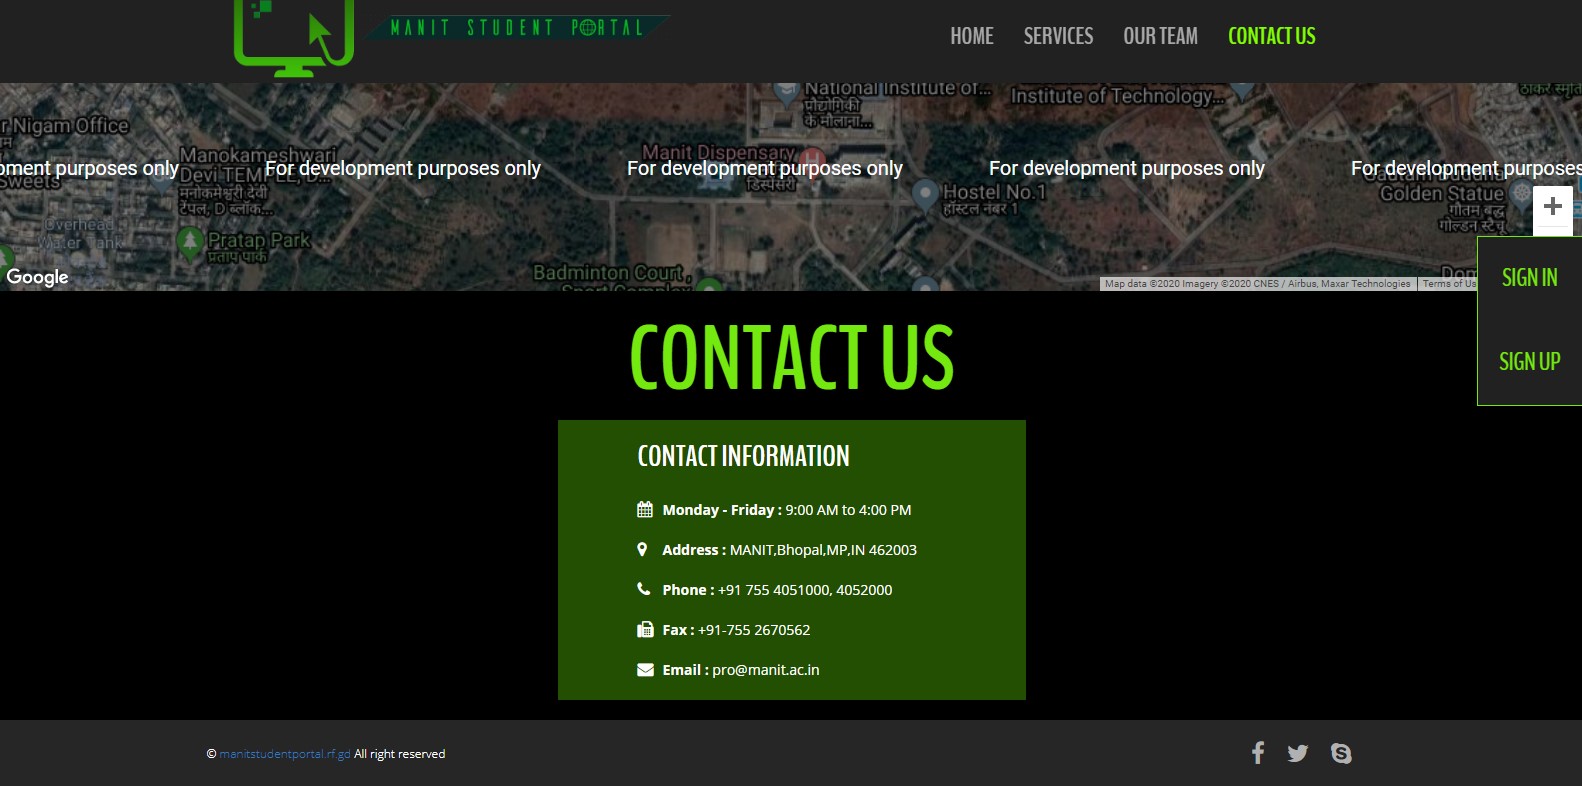 MANIT STUDENT PORTAL
HOME SERVICES OUR TEAM CONTACT US
National Institute of...
प्रौद्योगिकी
के मौलाना...
Institute of Technology...
r Nigam Office
Manit Dispensary
डिस्पेंसरी
Manokameshwari
Devi TEMPLE, D...
मनोकमेश्वरी देवी
टेंपल, D ब्लॉक...
pment purposes only
For development purposes only
For development purposes only
For development purposes only
For development purposes
Sweets
Hostel No.1
हॉस्टल नंबर 1
Golden Statue
गौतम बुद्ध
गोल्डन स्टैचू
Overhead
Water Tank
Pratap Park
प्रताप पार्क
Badminton Court,
Sport Complex
Google
Map data ©2020 Imagery ©2020 CNES / Airbus, Maxar Technologies
Terms of Us
SIGN IN
SIGN UP
CONTACT US
CONTACT INFORMATION
Monday - Friday : 9:00 AM to 4:00 PM
Address : MANIT,Bhopal,MP,IN 462003
Phone : +91 755 4051000, 4052000
Fax : +91-755 2670562
Email : pro@manit.ac.in
© manitstudentportal.rf.gd All right reserved